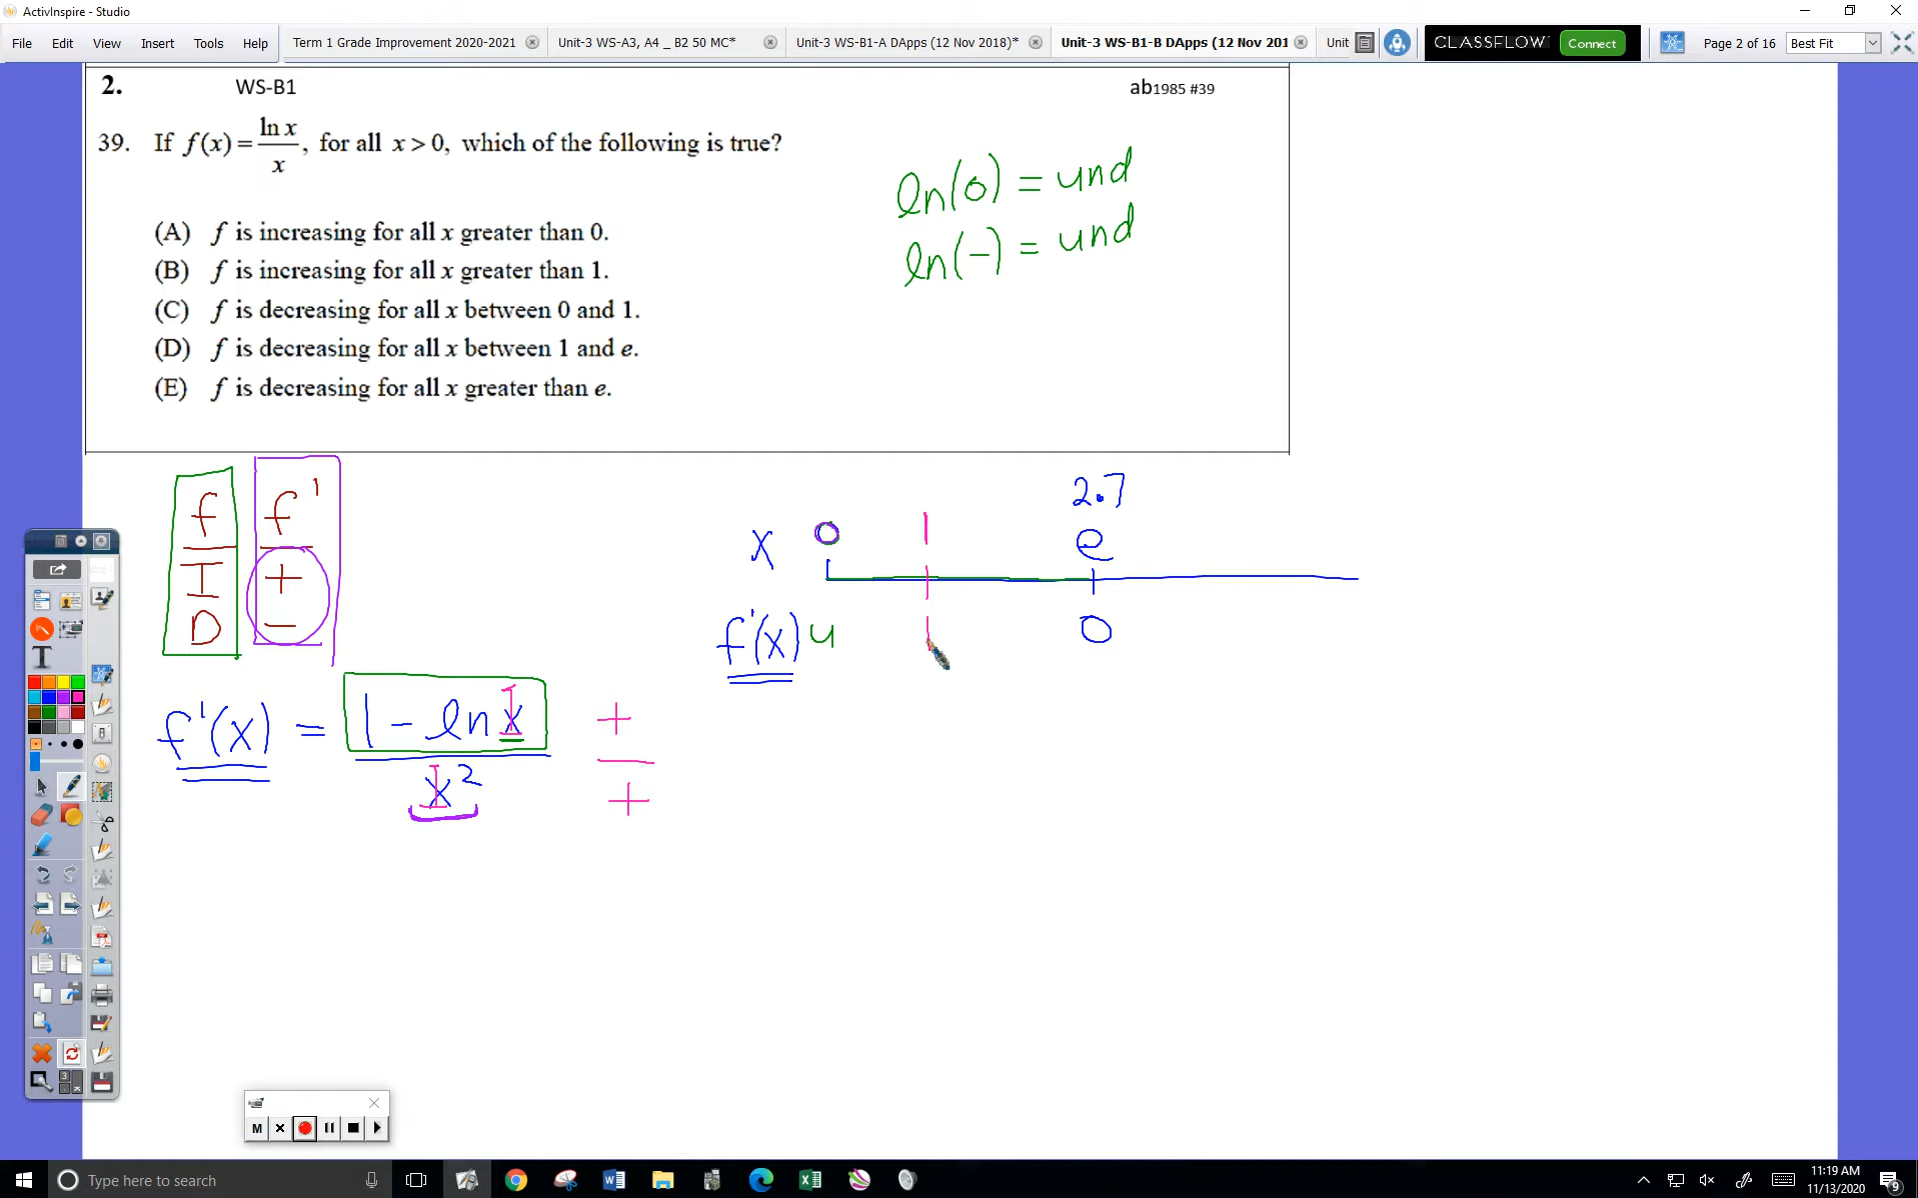 ActivInspire - Studio
File Edit View Insert Tools Help
Term 1 Grade Improvement 2020-2021
Unit-3 WS-A3, A4 _ B2 50 MC*
Unit-3 WS-B1-A DApps (12 Nov 2018)*
Unit-3 WS-B1-B DApps (12 Nov 201
Unit
CLASSFLOW
Connect
Page 2 of 16
Best Fit
2. WS-B1 ab1985 #39
39. If f(x) = ln x / x, for all x > 0, which of the following is true?
(A) f is increasing for all x greater than 0.
(B) f is increasing for all x greater than 1.
(C) f is decreasing for all x between 0 and 1.
(D) f is decreasing for all x between 1 and e.
(E) f is decreasing for all x greater than e.
ln(0) = und
ln(-) = und
f f'
I +
D -
2.7
x 0 1 e
f'(x) u 0
f'(x) = 1 - ln x / x² + / +
T
3
M
Type here to search
11:19 AM
11/13/2020
9